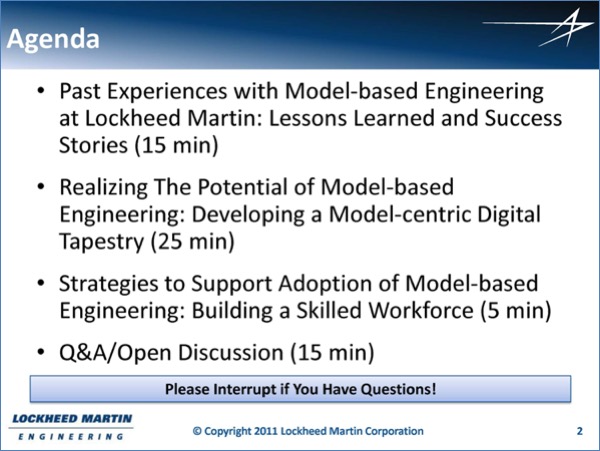 Agenda
• Past Experiences with Model-based Engineering
at Lockheed Martin: Lessons Learned and Success
Stories (15 min)
• Realizing The Potential of Model-based
Engineering: Developing a Model-centric Digital
Tapestry (25 min)
• Strategies to Support Adoption of Model-based
Engineering: Building a Skilled Workforce (5 min)
• Q&A/Open Discussion (15 min)
Please Interrupt if You Have Questions!
LOCKHEED MARTIN
ENGINEERING
© Copyright 2011 Lockheed Martin Corporation
2